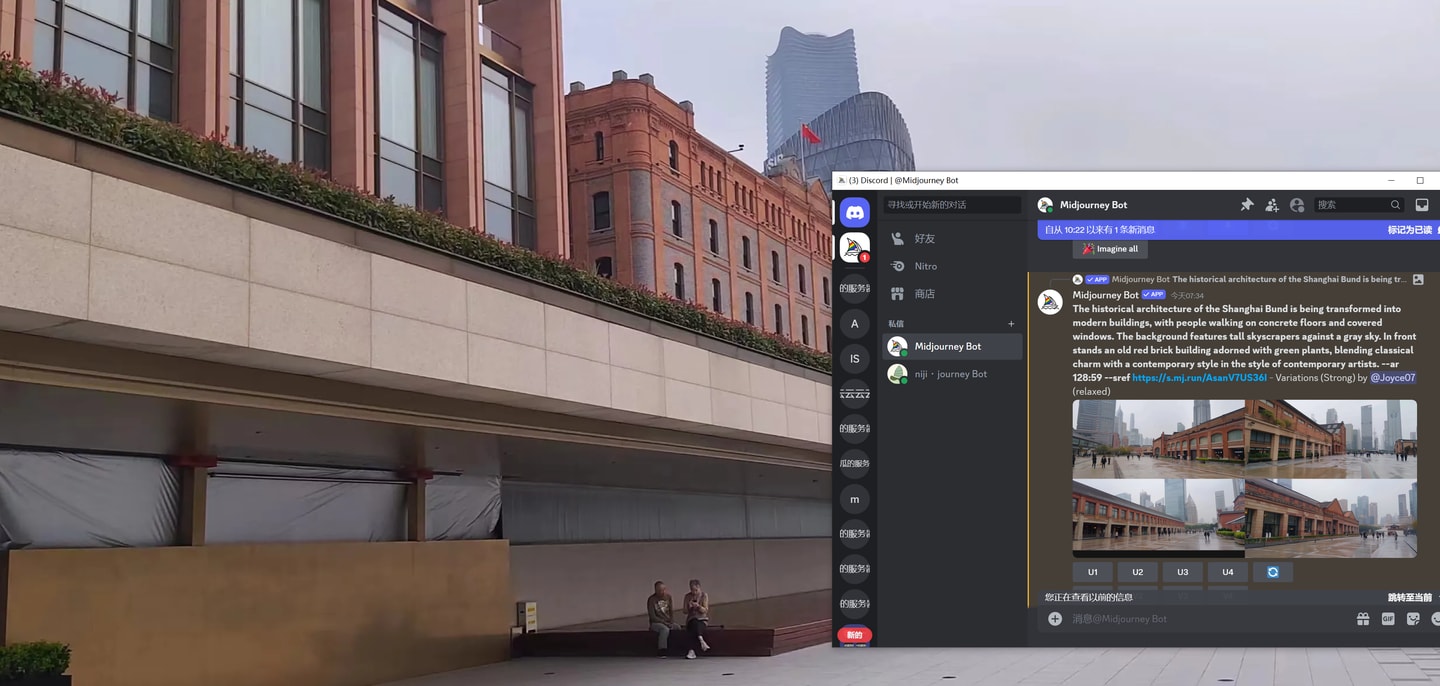 (3) Discord | @Midjourney Bot
1
的服务器
A
IS
的服务器
瓜的服务
m
的服务器
的服务器
的服务器
新的
寻找或开始新的对话
好友
Nitro
商店
私信
Midjourney Bot
niji・journey Bot
Midjourney Bot
搜索
自从 10:22 以来有 1 条新消息
标记为已读
Imagine all
APP Midjourney Bot The historical architecture of the Shanghai Bund is being tr...
Midjourney Bot APP 今天07:34
The historical architecture of the Shanghai Bund is being transformed into
modern buildings, with people walking on concrete floors and covered
windows. The background features tall skyscrapers against a gray sky. In front
stands an old red brick building adorned with green plants, blending classical
charm with a contemporary style in the style of contemporary artists. --ar
128:59 --sref https://s.mj.run/AsanV7US36I - Variations (Strong) by @Joyce07
(relaxed)
U1 U2 U3 U4
您正在查看以前的信息
跳转至当前
消息@Midjourney Bot
GIF